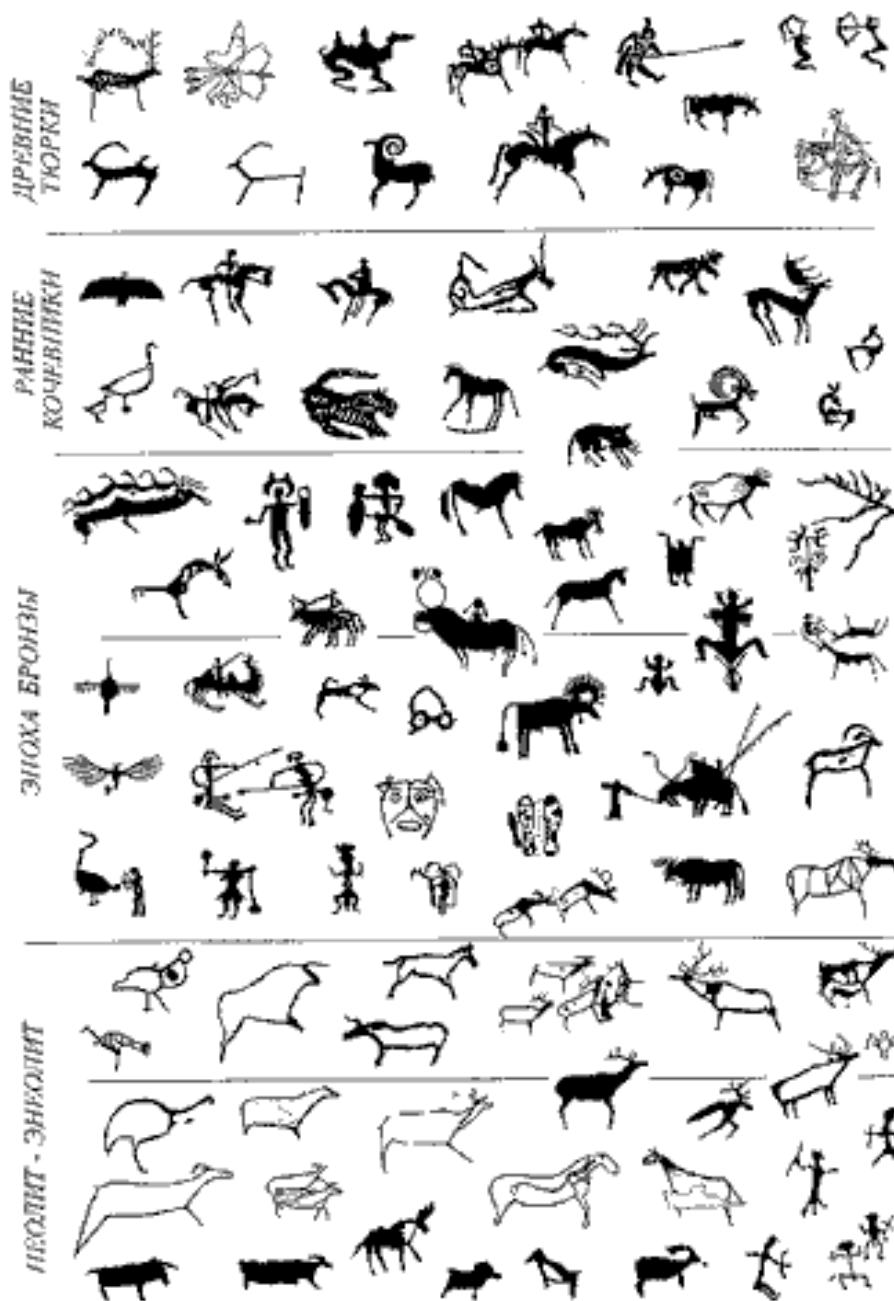 ДРЕВНИЕ
ТЮРКИ
РАННИЕ
КОЧЕВНИКИ
ЭПОХА БРОНЗЫ
НЕОЛИТ - ЭНЕОЛИТ